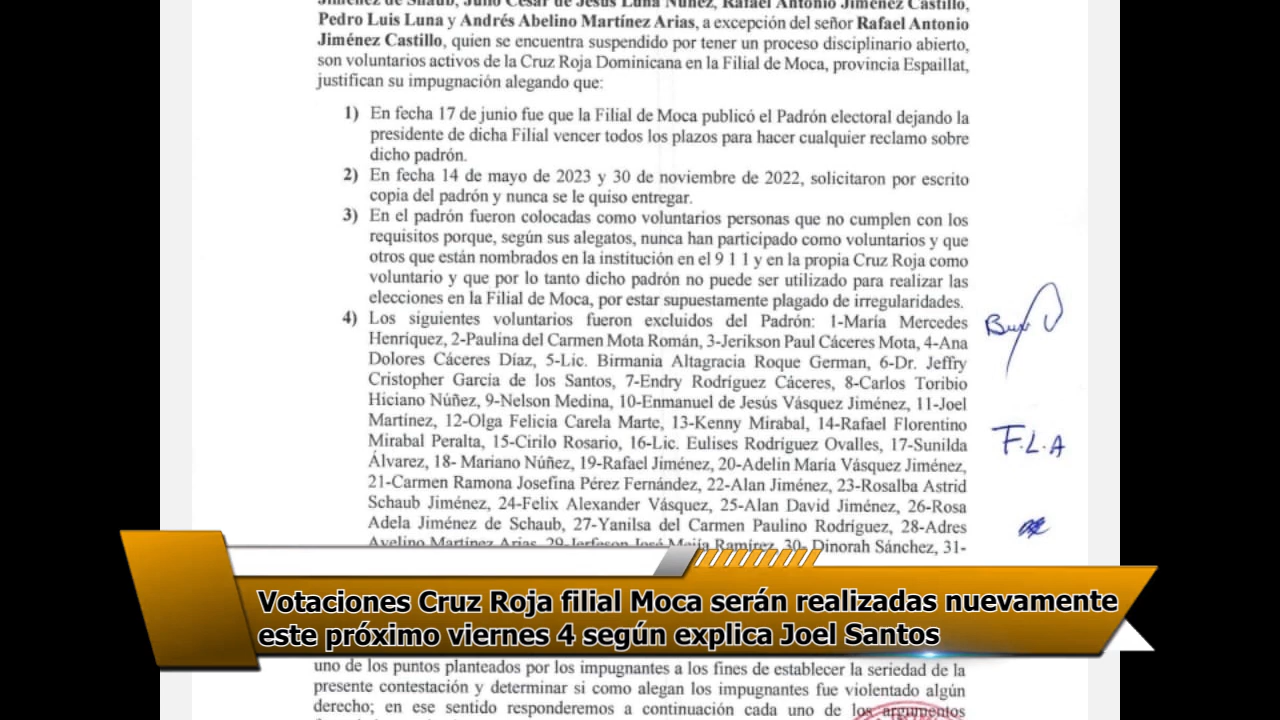 Jiménez de Shaub, Julio César de Jesús Luna Núñez, Rafael Antonio Jiménez Castillo,
Pedro Luis Luna y Andrés Abelino Martínez Arias, a excepción del señor Rafael Antonio
Jiménez Castillo, quien se encuentra suspendido por tener un proceso disciplinario abierto,
son voluntarios activos de la Cruz Roja Dominicana en la Filial de Moca, provincia Espaillat,
justifican su impugnación alegando que:
1) En fecha 17 de junio fue que la Filial de Moca publicó el Padrón electoral dejando la
presidente de dicha Filial vencer todos los plazos para hacer cualquier reclamo sobre
dicho padrón.
2) En fecha 14 de mayo de 2023 y 30 de noviembre de 2022, solicitaron por escrito
copia del padrón y nunca se le quiso entregar.
3) En el padrón fueron colocadas como voluntarios personas que no cumplen con los
requisitos porque, según sus alegatos, nunca han participado como voluntarios y que
otros que están nombrados en la institución en el 9 1 1 y en la propia Cruz Roja como
voluntario y que por lo tanto dicho padrón no puede ser utilizado para realizar las
elecciones en la Filial de Moca, por estar supuestamente plagado de irregularidades.
4) Los siguientes voluntarios fueron excluidos del Padrón: 1-María Mercedes
Henríquez, 2-Paulina del Carmen Mota Román, 3-Jerikson Paul Cáceres Mota, 4-Ana
Dolores Cáceres Díaz, 5-Lic. Birmania Altagracia Roque German, 6-Dr. Jeffry
Cristopher García de los Santos, 7-Endry Rodríguez Cáceres, 8-Carlos Toribio
Hiciano Núñez, 9-Nelson Medina, 10-Enmanuel de Jesús Vásquez Jiménez, 11-Joel
Martínez, 12-Olga Felicia Carela Marte, 13-Kenny Mirabal, 14-Rafael Florentino
Mirabal Peralta, 15-Cirilo Rosario, 16-Lic. Eulises Rodríguez Ovalles, 17-Sunilda
Álvarez, 18- Mariano Núñez, 19-Rafael Jiménez, 20-Adelin María Vásquez Jiménez,
21-Carmen Ramona Josefina Pérez Fernández, 22-Alan Jiménez, 23-Rosalba Astrid
Schaub Jiménez, 24-Felix Alexander Vásquez, 25-Alan David Jiménez, 26-Rosa
Adela Jiménez de Schaub, 27-Yanilsa del Carmen Paulino Rodríguez, 28-Adres
Avelino Martínez Arias, 29-Jerfeson José Mejía Ramírez, 30- Dinorah Sánchez, 31-
F.L.A
Votaciones Cruz Roja filial Moca serán realizadas nuevamente
este próximo viernes 4 según explica Joel Santos
uno de los puntos planteados por los impugnantes a los fines de establecer la seriedad de la
presente contestación y determinar si como alegan los impugnantes fue violentado algún
derecho; en ese sentido responderemos a continuación cada uno de los argumentos